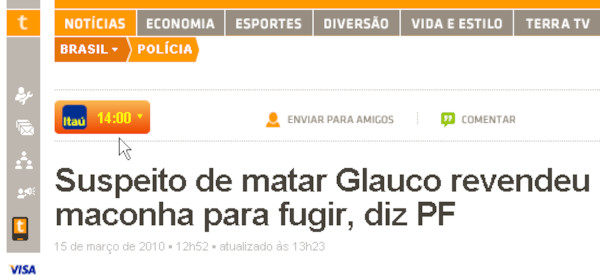 t
NOTÍCIAS ECONOMIA ESPORTES DIVERSÃO VIDA E ESTILO TERRA TV
BRASIL POLÍCIA
Itaú 14:00
ENVIAR PARA AMIGOS COMENTAR
Suspeito de matar Glauco revendeu
maconha para fugir, diz PF
15 de março de 2010 • 12h52 • atualizado às 13h23
t
VISA